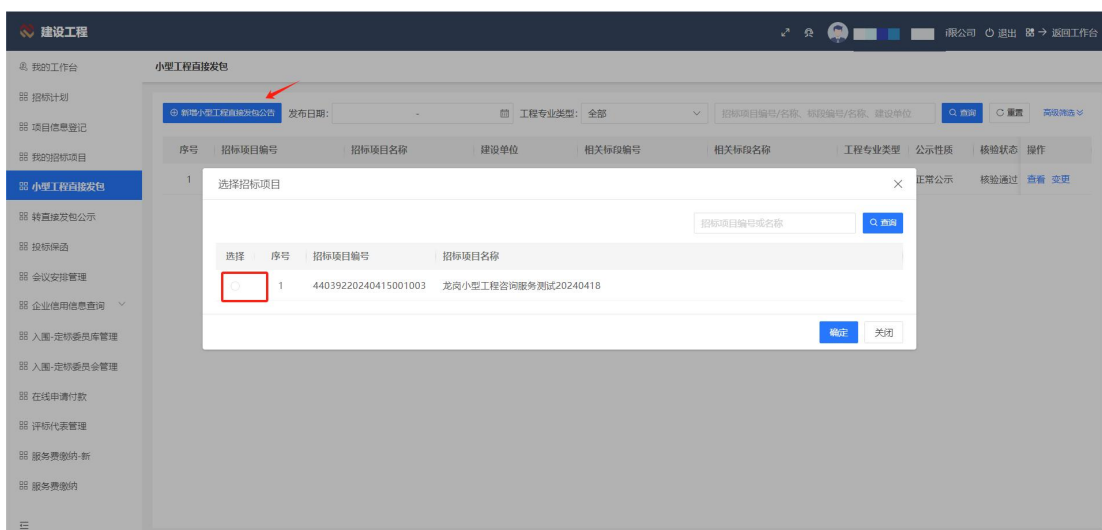 建设工程
限公司 退出 返回工作台
我的工作台
招标计划
项目信息登记
我的招标项目
小型工程直接发包
转直接发包公示
投标保函
会议安排管理
企业信用信息查询
入围-定标委员库管理
入围-定标委员会管理
在线申请付款
评标代表管理
服务费缴纳-新
服务费缴纳
小型工程直接发包
新增小型工程直接发包公告 发布日期: - 工程专业类型: 全部 招标项目编号/名称、标段编号/名称、建设单位 查询 重置 高级筛选
序号 招标项目编号 招标项目名称 建设单位 相关标段编号 相关标段名称 工程专业类型 公示性质 核验状态 操作
1 正常公示 核验通过 查看 变更
选择招标项目
招标项目编号或名称 查询
选择 序号 招标项目编号 招标项目名称
1 44039220240415001003 龙岗小型工程咨询服务测试20240418
确定 关闭